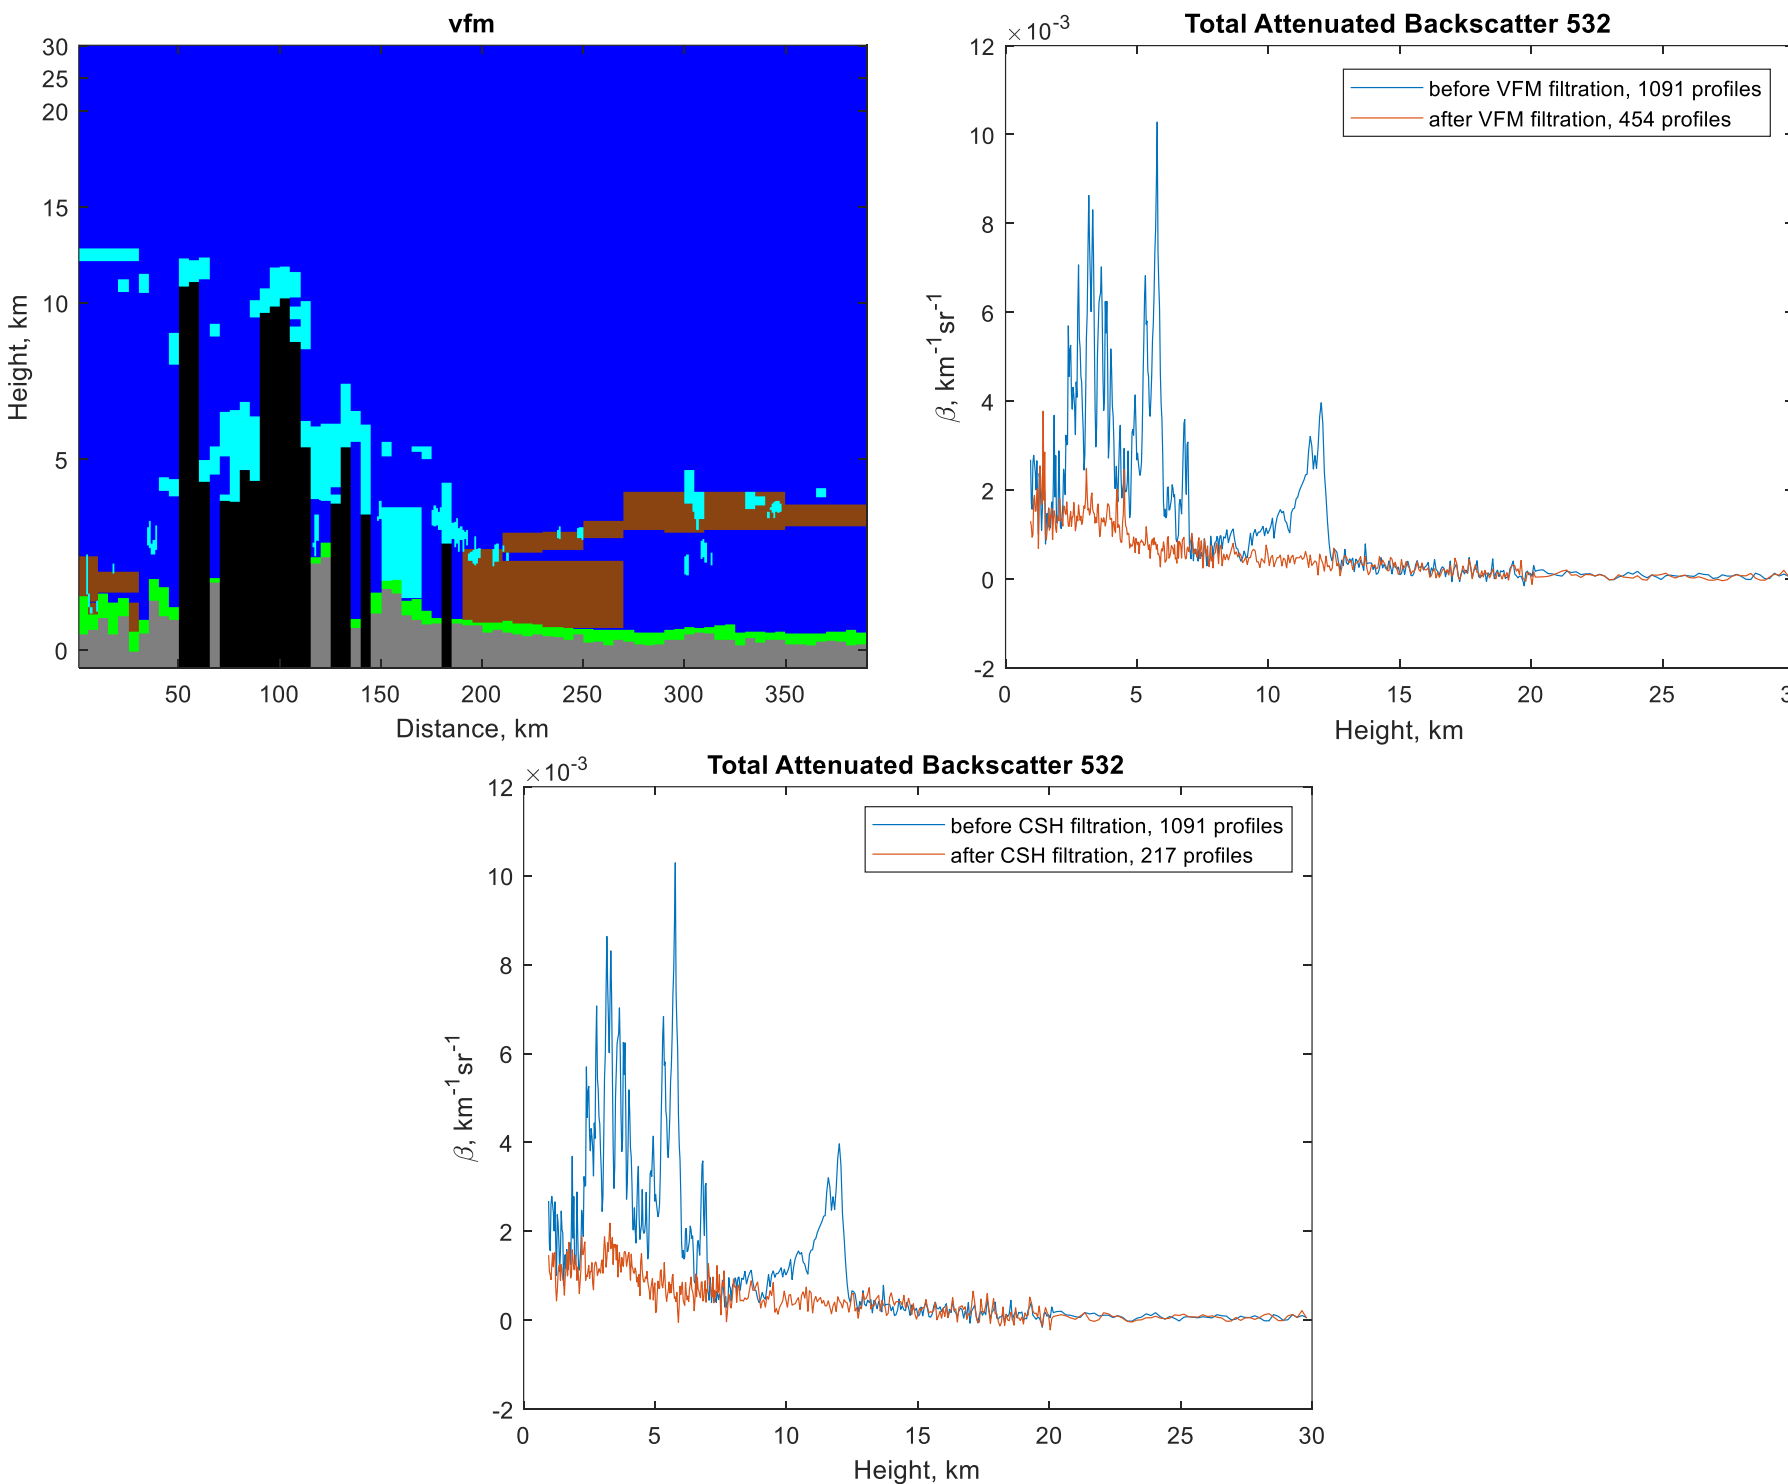 vfm
30
25
20
15
10
5
0
Height, km
50 100 150 200 250 300 350
Distance, km
Total Attenuated Backscatter 532
×10-3
12
10
8
6
4
2
0
-2
β, km-1sr-1
before VFM filtration, 1091 profiles
after VFM filtration, 454 profiles
0 5 10 15 20 25 3
Height, km
Total Attenuated Backscatter 532
×10-3
12
10
8
6
4
2
0
-2
β, km-1sr-1
before CSH filtration, 1091 profiles
after CSH filtration, 217 profiles
0 5 10 15 20 25 30
Height, km